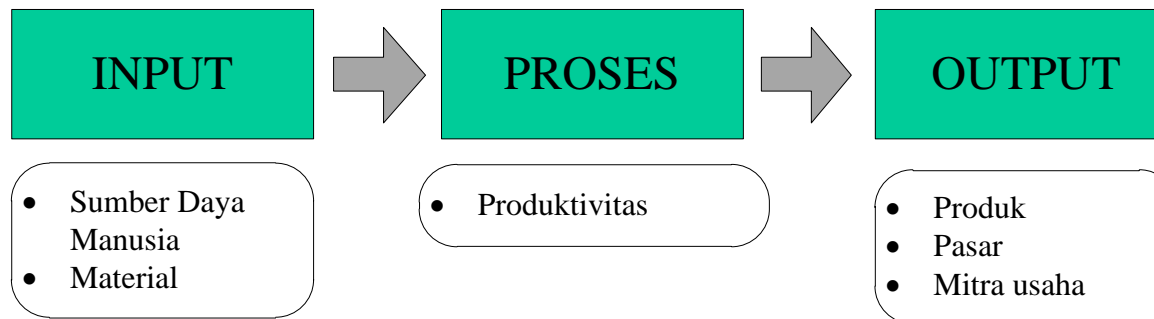 INPUT
PROSES
OUTPUT
• Sumber Daya
Manusia
• Material
• Produktivitas
• Produk
• Pasar
• Mitra usaha